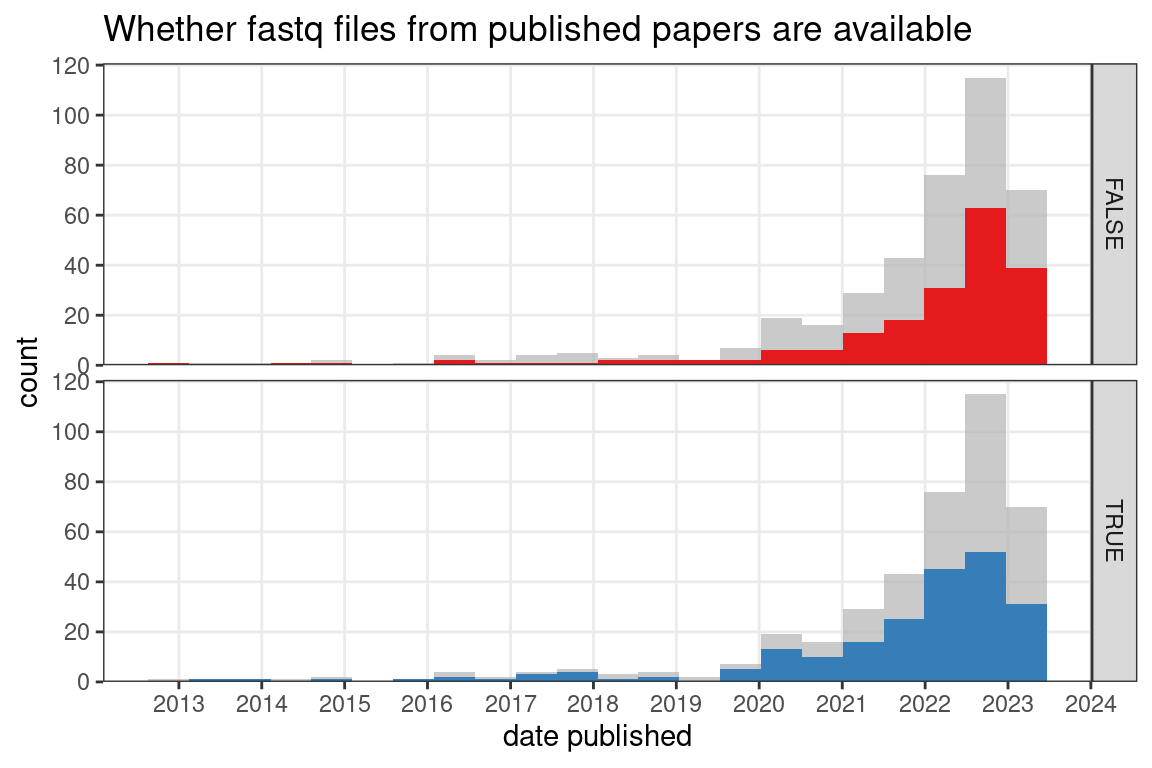 Whether fastq files from published papers are available
count
120
100
80
60
40
20
0
FALSE
120
100
80
60
40
20
0
TRUE
2013 2014 2015 2016 2017 2018 2019 2020 2021 2022 2023 2024
date published